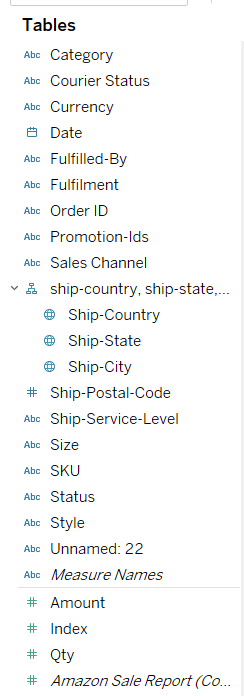 Tables
Abc Category
Abc Courier Status
Abc Currency
Date
Abc Fulfilled-By
Abc Fulfilment
Abc Order ID
Abc Promotion-Ids
Abc Sales Channel
ship-country, ship-state,...
Ship-Country
Ship-State
Ship-City
# Ship-Postal-Code
Abc Ship-Service-Level
Abc Size
Abc SKU
Abc Status
Abc Style
Abc Unnamed: 22
Abc Measure Names
# Amount
# Index
# Qty
# Amazon Sale Report (Co...